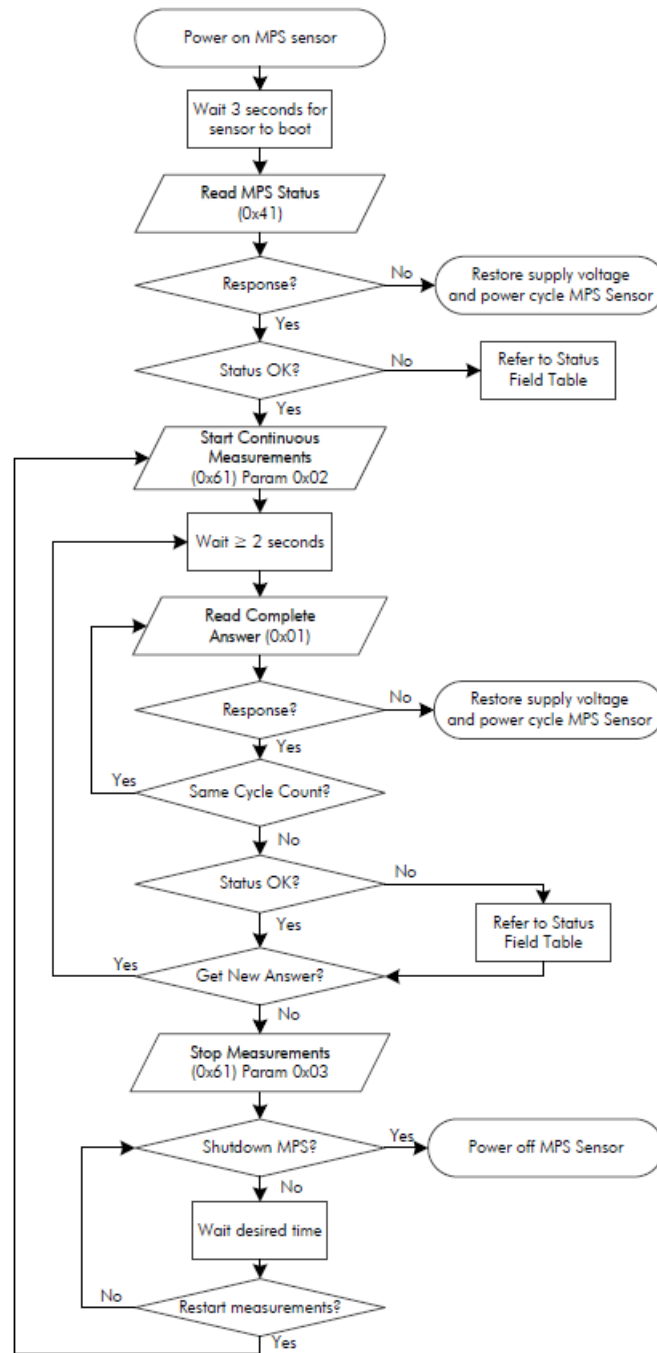 Power on MPS sensor
Wait 3 seconds for
sensor to boot
Read MPS Status
(0x41)
Response?
No
Restore supply voltage
and power cycle MPS Sensor
Yes
Status OK?
No
Refer to Status
Field Table
Yes
Start Continuous
Measurements
(0x61) Param 0x02
Wait ≥ 2 seconds
Read Complete
Answer (0x01)
Response?
No
Restore supply voltage
and power cycle MPS Sensor
Yes
Yes
Same Cycle Count?
No
Status OK?
No
Refer to Status
Field Table
Yes
Yes
Get New Answer?
No
Stop Measurements
(0x61) Param 0x03
Shutdown MPS?
Yes
Power off MPS Sensor
No
Wait desired time
No
Restart measurements?
Yes